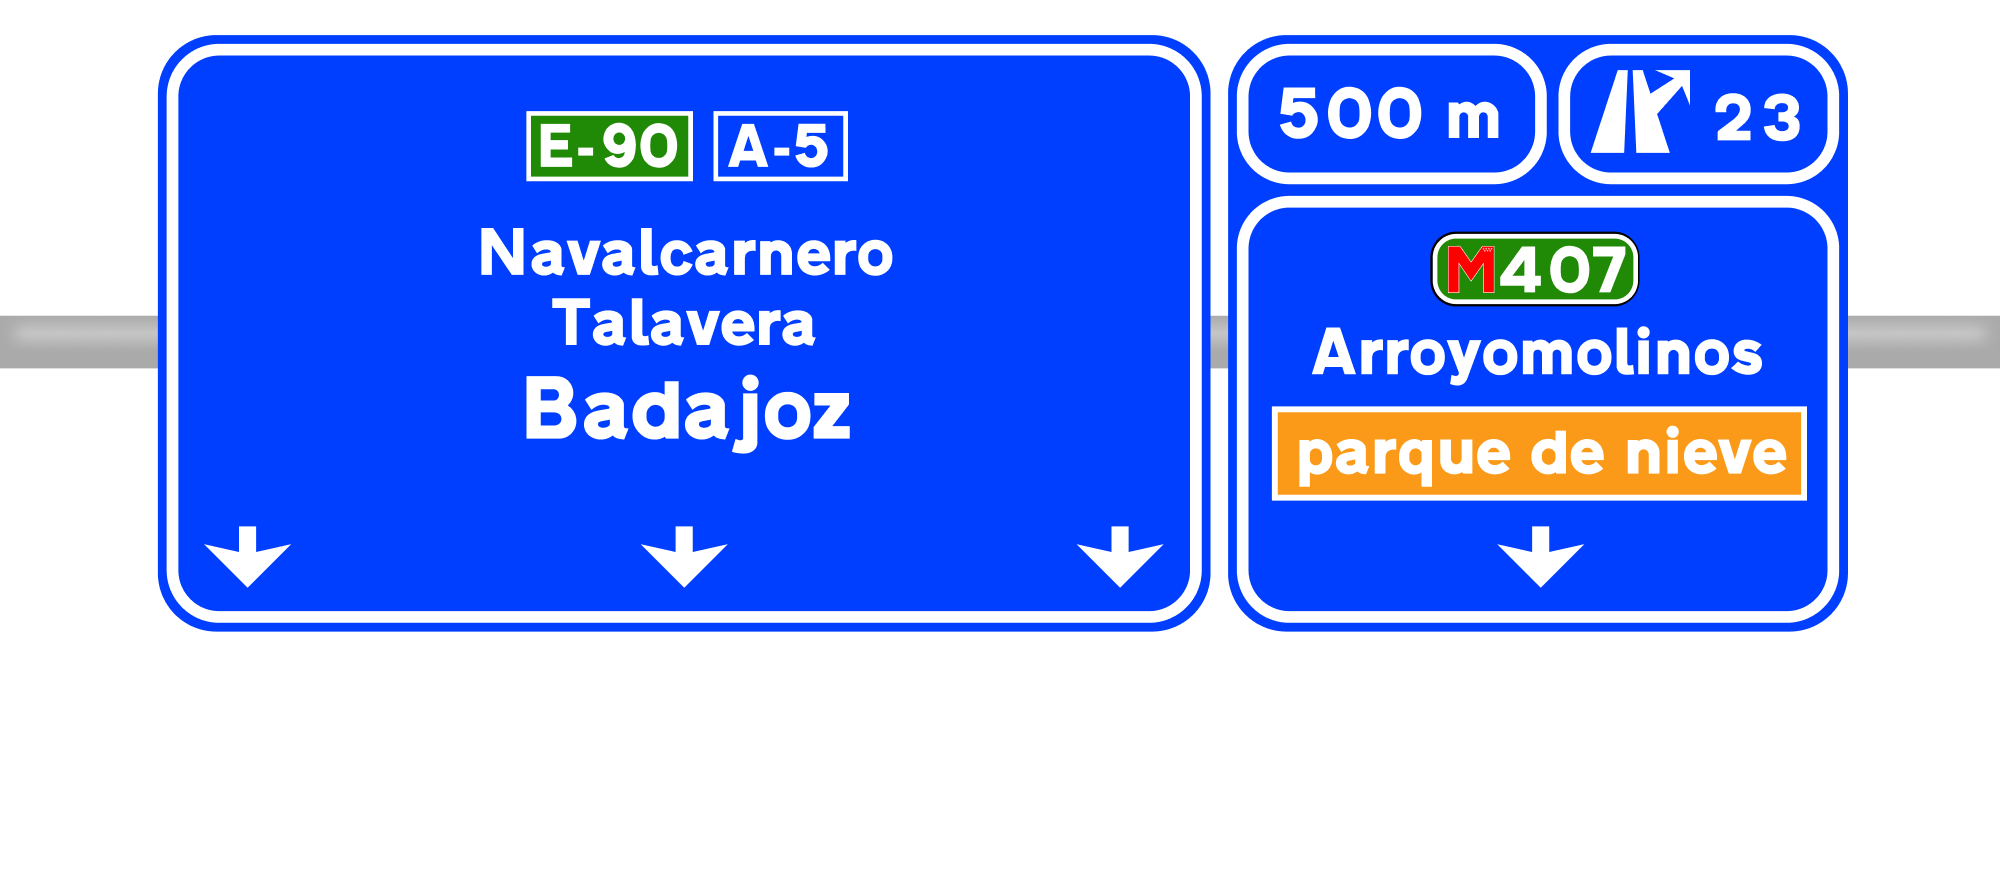 E-90 A-5
Navalcarnero
Talavera
Badajoz
500 m
23
M407
Arroyomolinos
parque de nieve